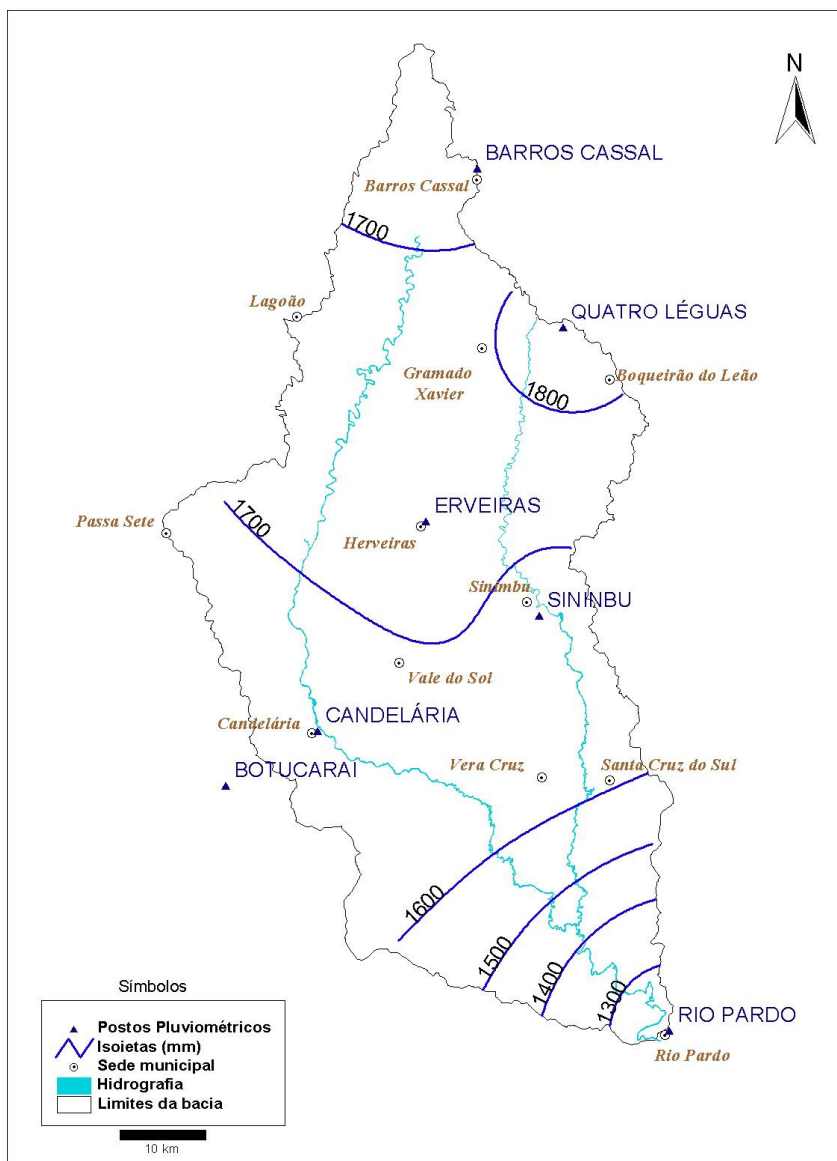 N
BARROS CASSAL
Barros Cassal
1700
Lagoão
QUATRO LÉGUAS
Gramado
Xavier
Boqueirão do Leão
1800
1700
ERVEIRAS
Passa Sete
Herveiras
Sinimbu
SININBU
Vale do Sol
CANDELÁRIA
Candelária
BOTUCARAI
Vera Cruz
Santa Cruz do Sul
1600
1500
1400
1300
RIO PARDO
Rio Pardo
Simbolos
Postos Pluviométricos
Isoietas (mm)
Sede municipal
Hidrografia
Limites da bacia
10 km